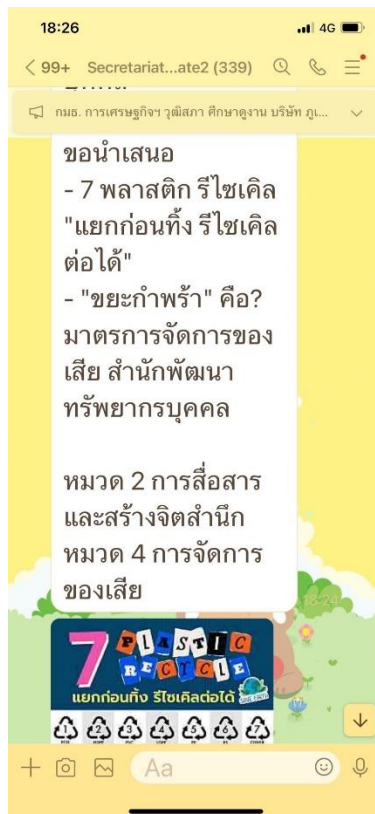 18:26
4G
99+ Secretariat...ate2 (339)
กมธ. การเศรษฐกิจฯ วุฒิสภา ศึกษาดูงาน บริษัท ภูเ...
ขอนำเสนอ
- 7 พลาสติก รีไซเคิล
"แยกก่อนทิ้ง รีไซเคิล
ต่อได้"
- "ขยะกำพร้า" คือ?
มาตรการจัดการของ
เสีย สำนักพัฒนา
ทรัพยากรบุคคล
หมวด 2 การสื่อสาร
และสร้างจิตสำนึก
หมวด 4 การจัดการ
ของเสีย
18:24
7 PLASTIC
RECYCLE
แยกก่อนทิ้ง รีไซเคิลต่อได้
1 2 3 4 5 6 7
Aa